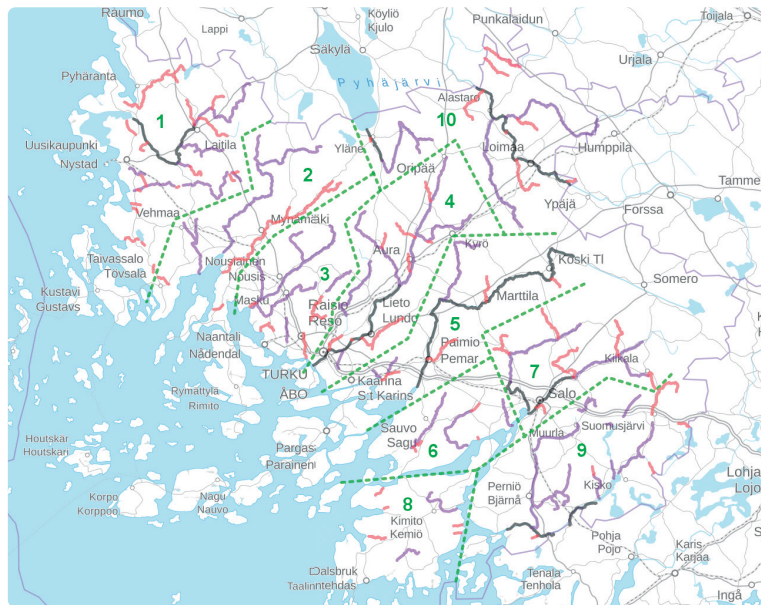 RAUMO
Lappi
Köyliö
Kjulo
Punkalaidun
Toijala
Säkylä
Urjala
Pyhäranta
Pyhäjärvi
Alastaro
1
10
Uusikaupunki
Nystad
Laitila
Yläne
Loimaa
Humppila
Oripää
2
Tamme
Ypäjä
Forssa
Vehmaa
4
Mynämäki
Taivassalo
Tövsala
Nousiainen
Nousis
Aura
Kyrö
Koski Tl
Kustavi
Gustavs
Masku
3
Somero
Raisio
Reso
Lieto
Lundo
Marttila
Naantali
Nådendal
5
Paimio
Pemar
7
Kiikala
TURKU
ÅBO
Kaarina
S:t Karins
Rymättylä
Rimito
Salo
Sauvo
Sagu
Muurla
Suomusjärvi
Houtskär
Houtskari
Pargas
Parainen
6
9
Lohja
Lojo
Korpo
Korppoo
Nagu
Nauvo
8
Perniö
Bjärnå
Kisko
Kimito
Kemiö
Pohja
Pojo
Karis
Karjaa
Dalsbruk
Taalintehdas
Tenala
Tenhola
Ingå